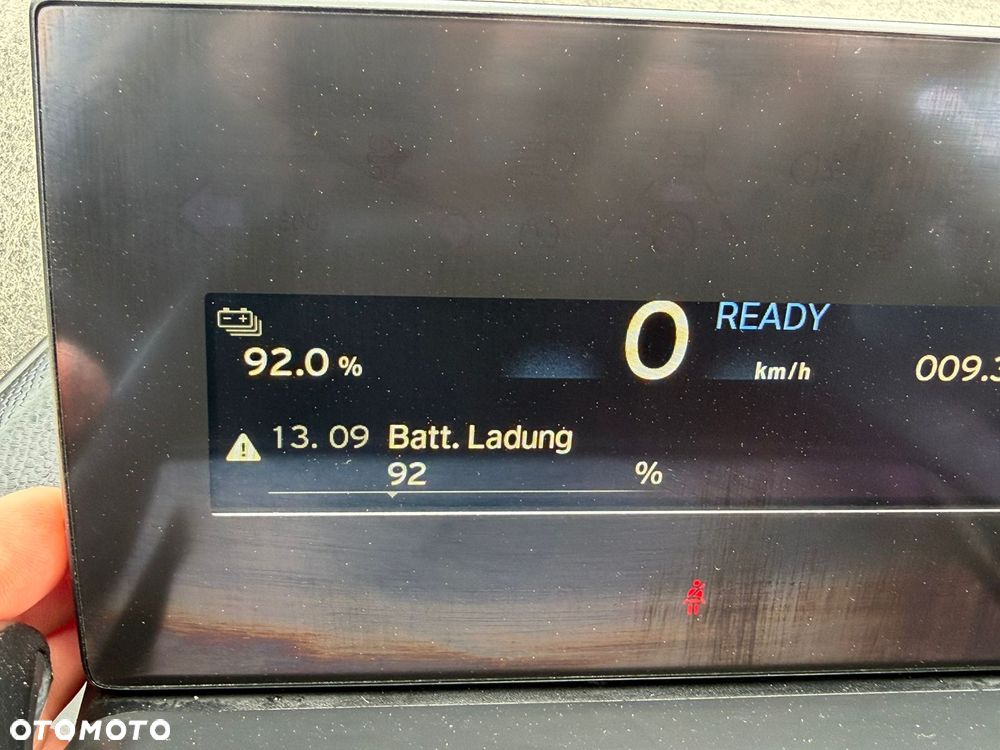 READY
0
km/h
92.0 %
009.3
13. 09 Batt. Ladung
92 %
OTOMOTO